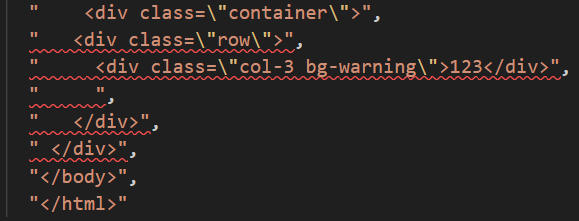 "    <div class=\"container\">",
"   <div class=\"row\">",
"     <div class=\"col-3 bg-warning\">123</div>",
"     ",
"   </div>",
" </div>",
"</body>",
"</html>"